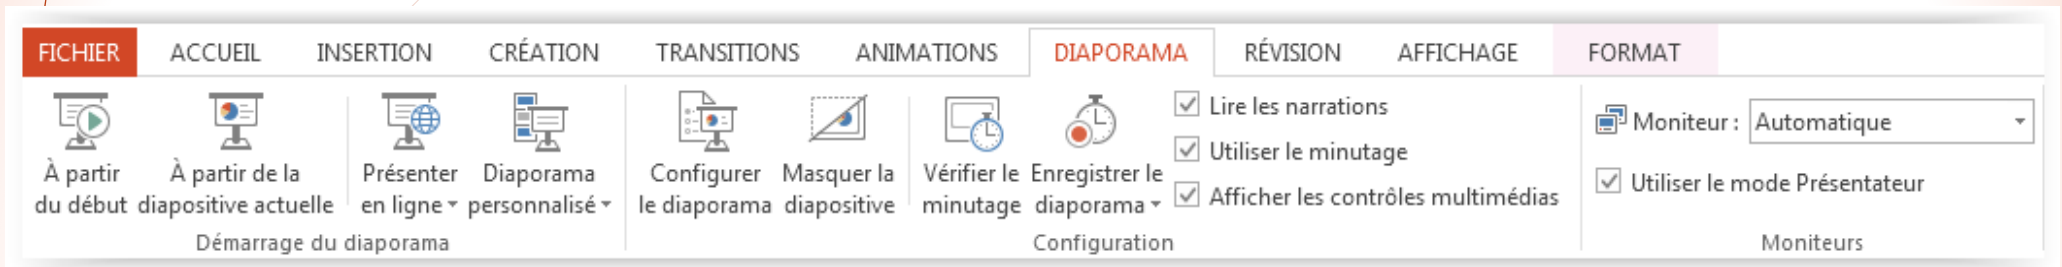 FICHIER ACCUEIL INSERTION CRÉATION TRANSITIONS ANIMATIONS DIAPORAMA RÉVISION AFFICHAGE FORMAT
À partir
du début
À partir de la
diapositive actuelle
Présenter
en ligne
Diaporama
personnalisé
Démarrage du diaporama
Configurer
le diaporama
Masquer la
diapositive
Vérifier le
minutage
Enregistrer le
diaporama
Lire les narrations
Utiliser le minutage
Afficher les contrôles multimédias
Configuration
Moniteur : Automatique
Utiliser le mode Présentateur
Moniteurs